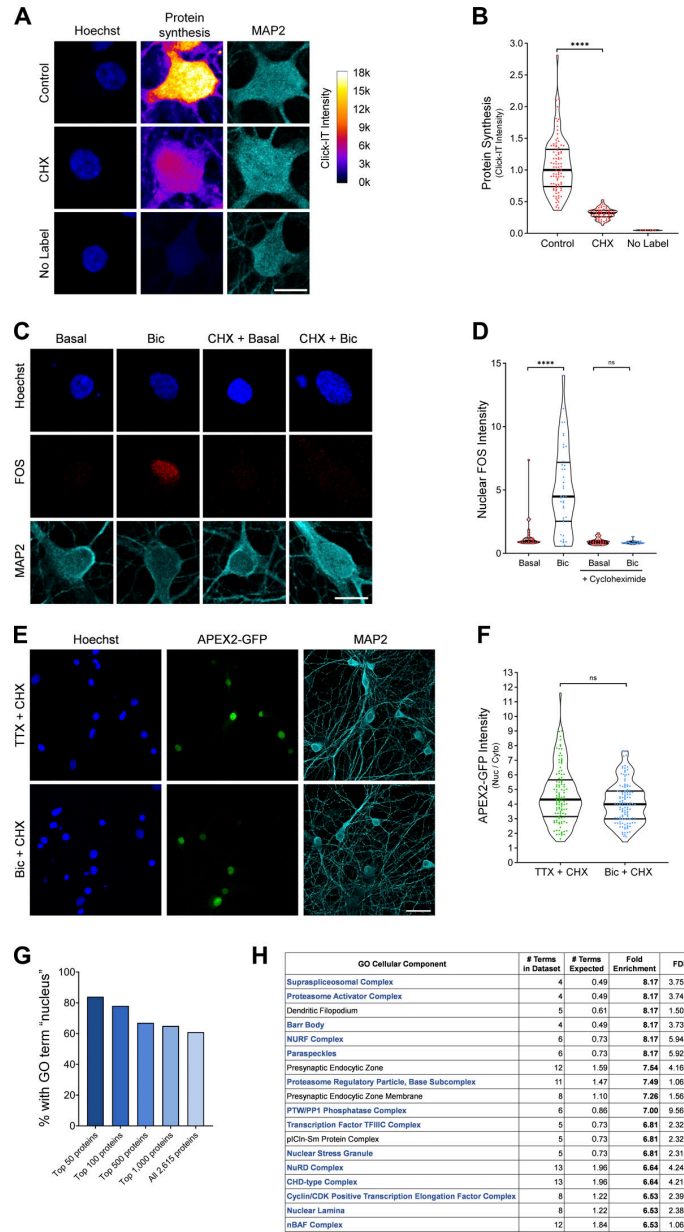 A
Hoechst
Protein
synthesis
MAP2
Control
CHX
No Label
18k
15k
12k
9k
6k
3k
0k
Click-IT Intensity
B
****
3.0
2.5
2.0
1.5
1.0
0.5
0.0
Protein Synthesis
(Click-IT Intensity)
Control CHX No Label
C
Basal Bic CHX + Basal CHX + Bic
Hoechst
FOS
MAP2
D
**** ns
15
10
5
0
Nuclear FOS Intensity
Basal Bic Basal Bic
+ Cycloheximide
E
Hoechst APEX2-GFP MAP2
TTX + CHX
Bic + CHX
F
ns
13
12
11
10
9
8
7
6
5
4
3
2
1
0
APEX2-GFP Intensity
(Nuc / Cyto)
TTX + CHX Bic + CHX
G
% with GO term "nucleus"
100
80
60
40
20
0
Top 50 proteins
Top 100 proteins
Top 500 proteins
Top 1,000 proteins
All 2,615 proteins
H
GO Cellular Component # Terms in Dataset # Terms Expected Fold Enrichment FD
Supraspliceosomal Complex 4 0.49 8.17 3.75
Proteasome Activator Complex 4 0.49 8.17 3.74
Dendritic Filopodium 5 0.61 8.17 1.50
Barr Body 4 0.49 8.17 3.73
NURF Complex 6 0.73 8.17 5.94
Paraspeckles 6 0.73 8.17 5.92
Presynaptic Endocytic Zone 12 1.59 7.54 4.16
Proteasome Regulatory Particle, Base Subcomplex 11 1.47 7.49 1.06
Presynaptic Endocytic Zone Membrane 8 1.10 7.26 1.56
PTW/PP1 Phosphatase Complex 6 0.86 7.00 9.56
Transcription Factor TFIIIC Complex 5 0.73 6.81 2.32
pICln-Sm Protein Complex 5 0.73 6.81 2.32
Nuclear Stress Granule 5 0.73 6.81 2.31
NuRD Complex 13 1.96 6.64 4.24
CHD-type Complex 13 1.96 6.64 4.21
Cyclin/CDK Positive Transcription Elongation Factor Complex 8 1.22 6.53 2.39
Nuclear Lamina 8 1.22 6.53 2.38
nBAF Complex 12 1.84 6.53 1.06